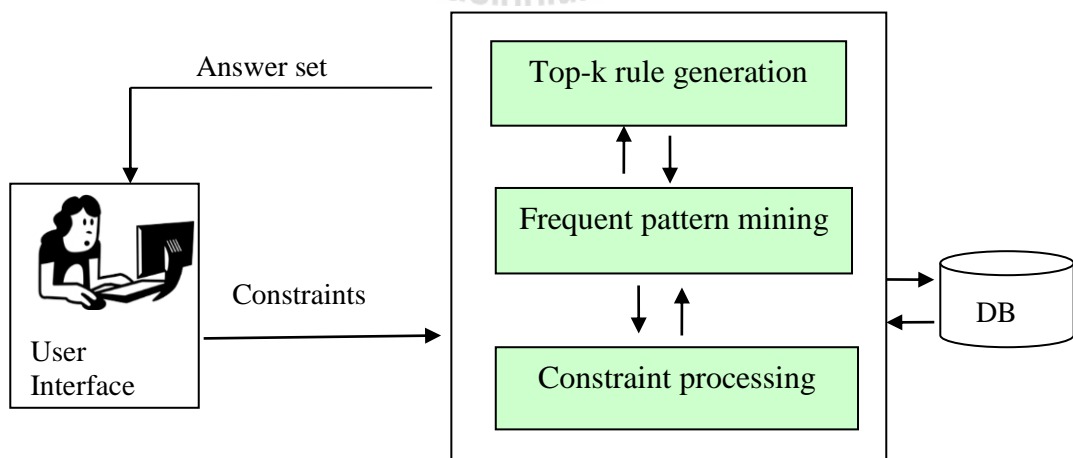 Answer set
Top-k rule generation
Frequent pattern mining
Constraints
Constraint processing
User
Interface
DB